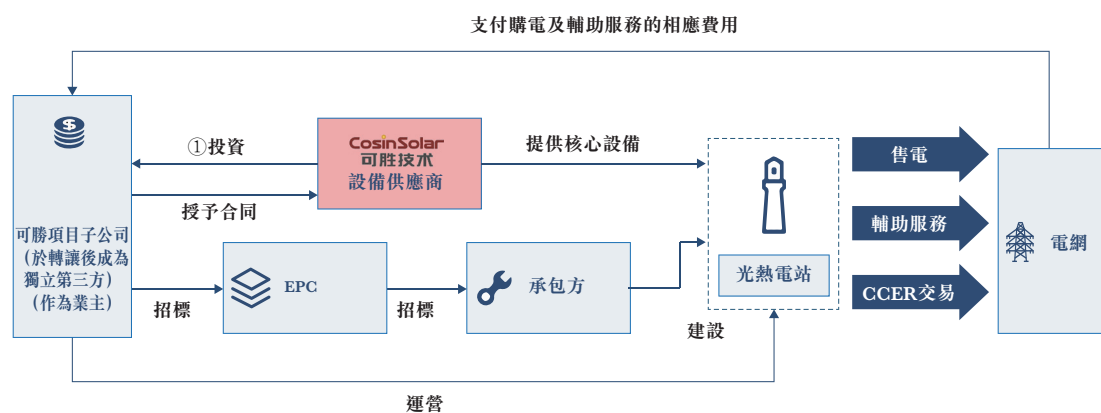 支付購電及輔助服務的相應費用
①投資
授予合同
CosinSolar
可胜技术
設備供應商
提供核心設備
可勝項目子公司
（於轉讓後成為
獨立第三方）
（作為業主）
招標
EPC
招標
承包方
建設
光熱電站
售電
輔助服務
CCER交易
電網
運營